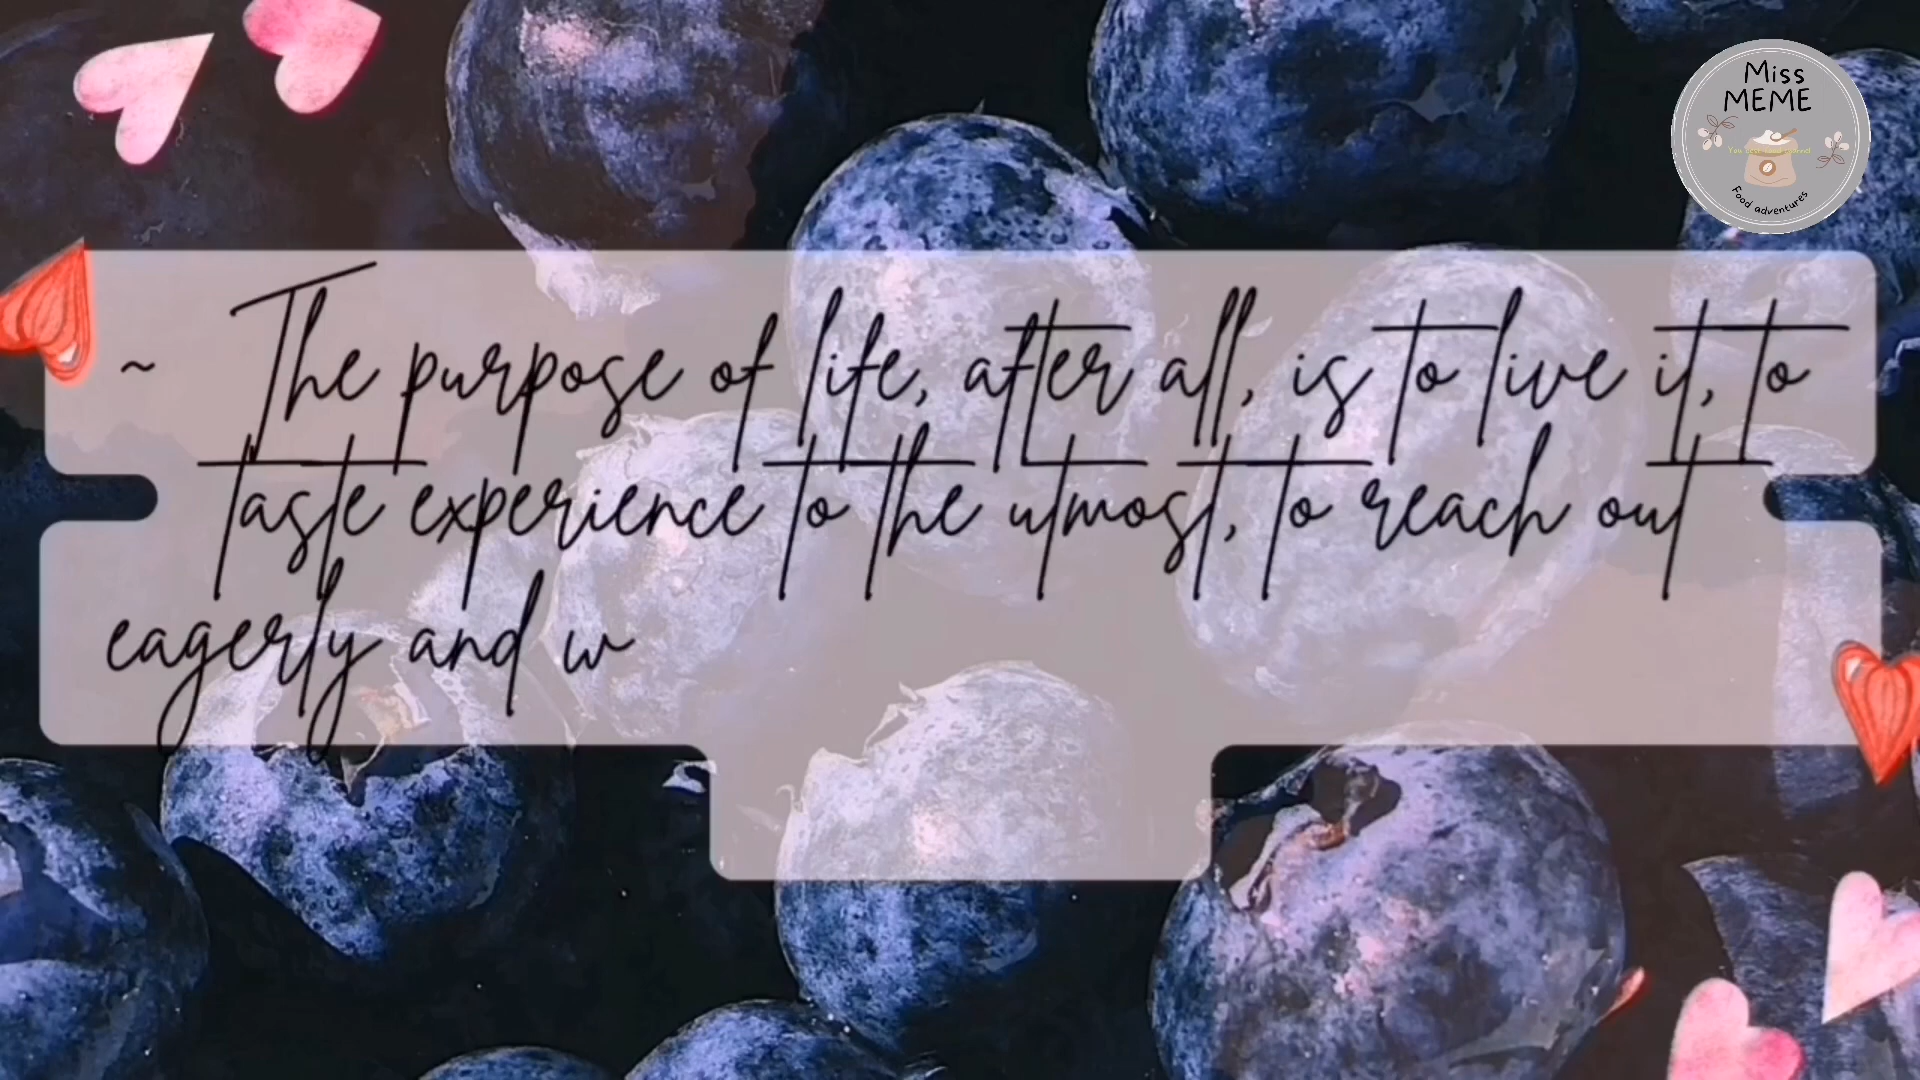 Miss
MEME
Food adventures
~ The purpose of life, after all, is to live it, to
taste experience to the utmost, to reach out
eagerly and w